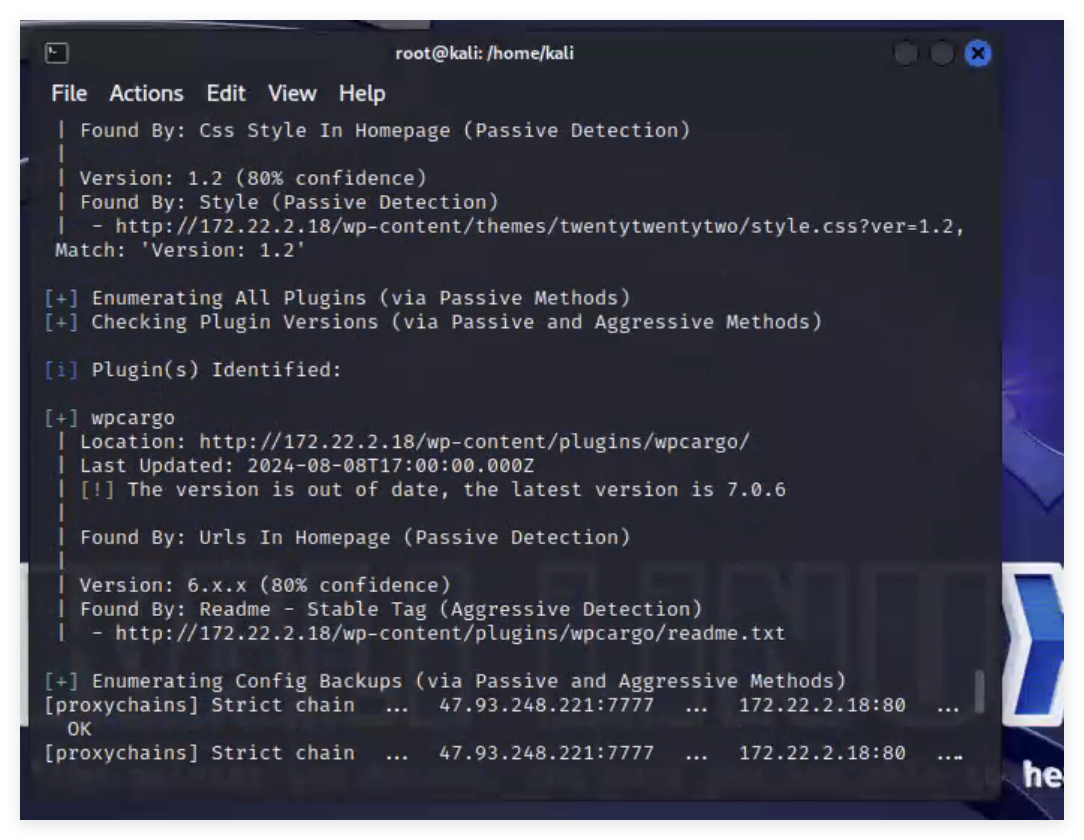 root@kali: /home/kali
File Actions Edit View Help
| Found By: Css Style In Homepage (Passive Detection)
|
| Version: 1.2 (80% confidence)
| Found By: Style (Passive Detection)
|  - http://172.22.2.18/wp-content/themes/twentytwentytwo/style.css?ver=1.2,
Match: 'Version: 1.2'
[+] Enumerating All Plugins (via Passive Methods)
[+] Checking Plugin Versions (via Passive and Aggressive Methods)
[i] Plugin(s) Identified:
[+] wpcargo
| Location: http://172.22.2.18/wp-content/plugins/wpcargo/
| Last Updated: 2024-08-08T17:00:00.000Z
| [!] The version is out of date, the latest version is 7.0.6
|
| Found By: Urls In Homepage (Passive Detection)
|
| Version: 6.x.x (80% confidence)
| Found By: Readme - Stable Tag (Aggressive Detection)
|  - http://172.22.2.18/wp-content/plugins/wpcargo/readme.txt
[+] Enumerating Config Backups (via Passive and Aggressive Methods)
[proxychains] Strict chain  ...  47.93.248.221:7777  ...  172.22.2.18:80  ...
OK
[proxychains] Strict chain  ...  47.93.248.221:7777  ...  172.22.2.18:80  ....
he